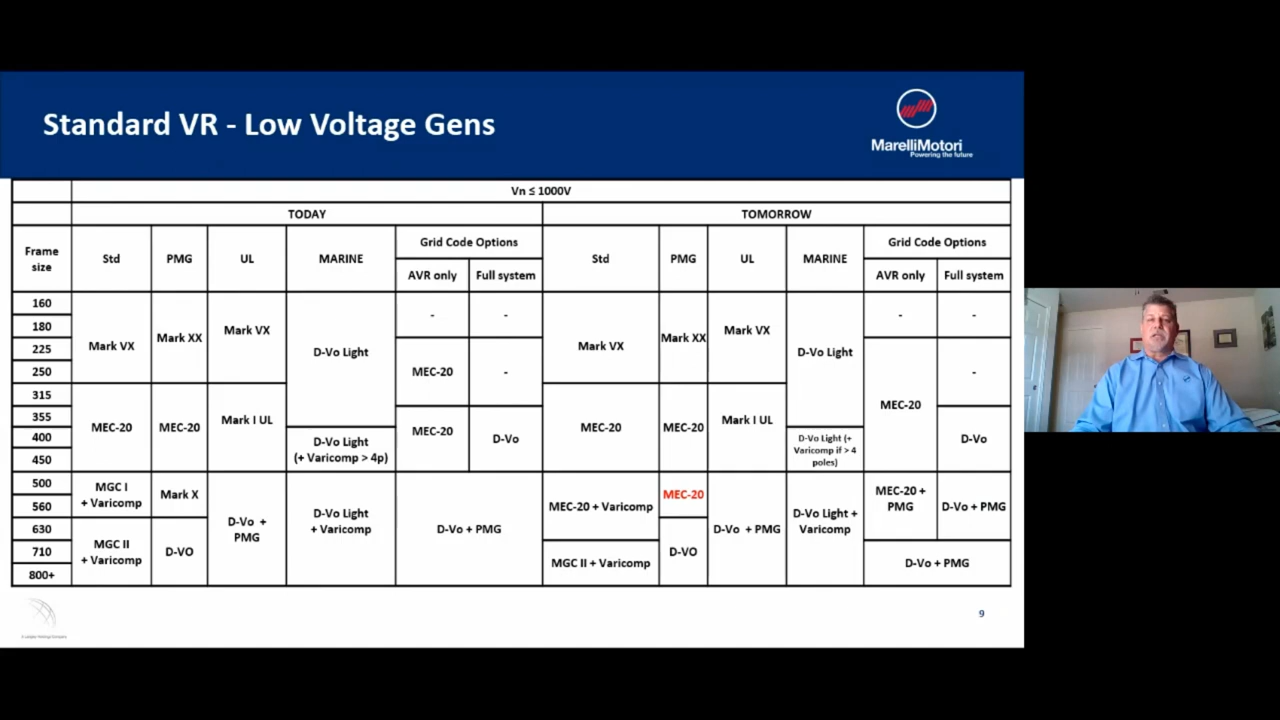 Standard VR - Low Voltage Gens
MarelliMotori
Powering the future
Vn ≤ 1000V
TODAY TOMORROW
Frame size Std PMG UL MARINE Grid Code Options Std PMG UL MARINE Grid Code Options
AVR only Full system AVR only Full system
160
180
225
250
315
355
400
450
500
560
630
710
800+
Mark VX
MEC-20
MGC I
+ Varicomp
MGC II
+ Varicomp
Mark XX
MEC-20
Mark X
D-VO
Mark VX
Mark I UL
D-Vo +
PMG
D-Vo Light
D-Vo Light
(+ Varicomp > 4p)
D-Vo Light
+ Varicomp
- -
MEC-20 -
MEC-20 D-Vo
D-Vo + PMG
Mark VX
MEC-20
MEC-20 + Varicomp
MGC II + Varicomp
Mark XX
MEC-20
MEC-20
D-VO
Mark VX
Mark I UL
D-Vo + PMG
D-Vo Light
D-Vo Light (+
Varicomp if > 4
poles)
D-Vo Light +
Varicomp
- -
MEC-20 -
D-Vo
MEC-20 +
PMG
D-Vo + PMG
D-Vo + PMG
9